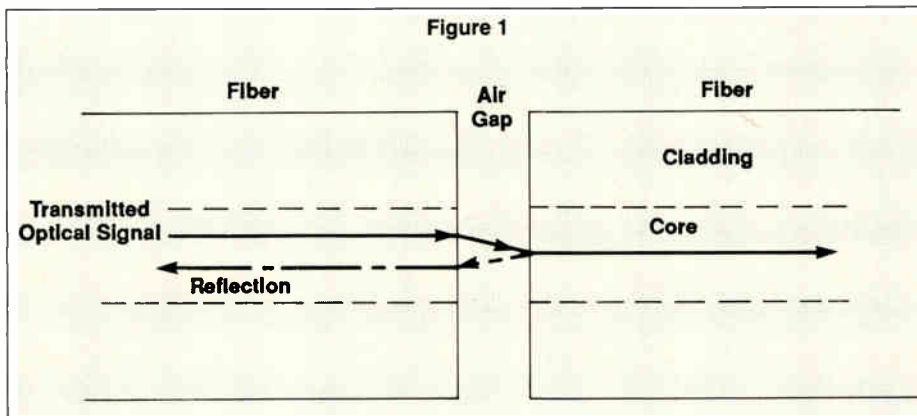 Figure 1
Fiber
Air
Gap
Fiber
Cladding
Transmitted
Optical Signal
Core
Reflection